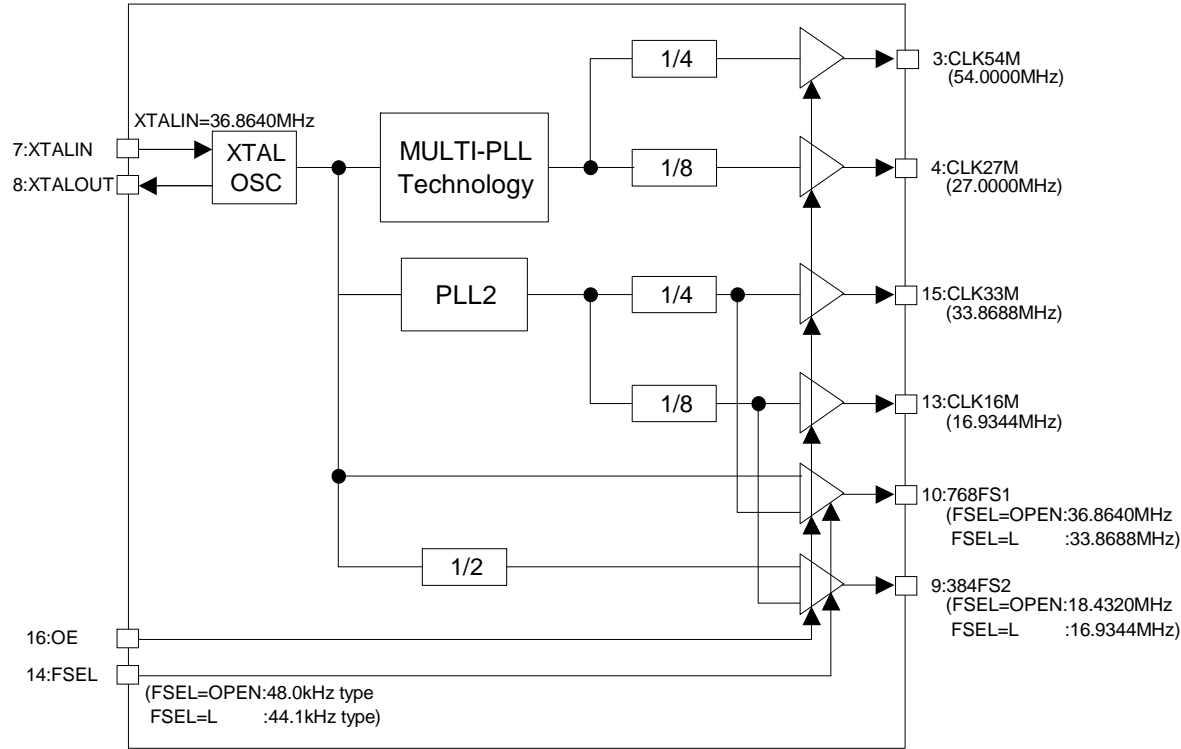 1/4
3:CLK54M
(54.0000MHz)
XTALIN=36.8640MHz
7:XTALIN
8:XTALOUT
XTAL
OSC
MULTI-PLL
Technology
1/8
4:CLK27M
(27.0000MHz)
PLL2
1/4
15:CLK33M
(33.8688MHz)
1/8
13:CLK16M
(16.9344MHz)
10:768FS1
(FSEL=OPEN:36.8640MHz
FSEL=L :33.8688MHz)
1/2
9:384FS2
(FSEL=OPEN:18.4320MHz
FSEL=L :16.9344MHz)
16:OE
14:FSEL
(FSEL=OPEN:48.0kHz type
FSEL=L :44.1kHz type)